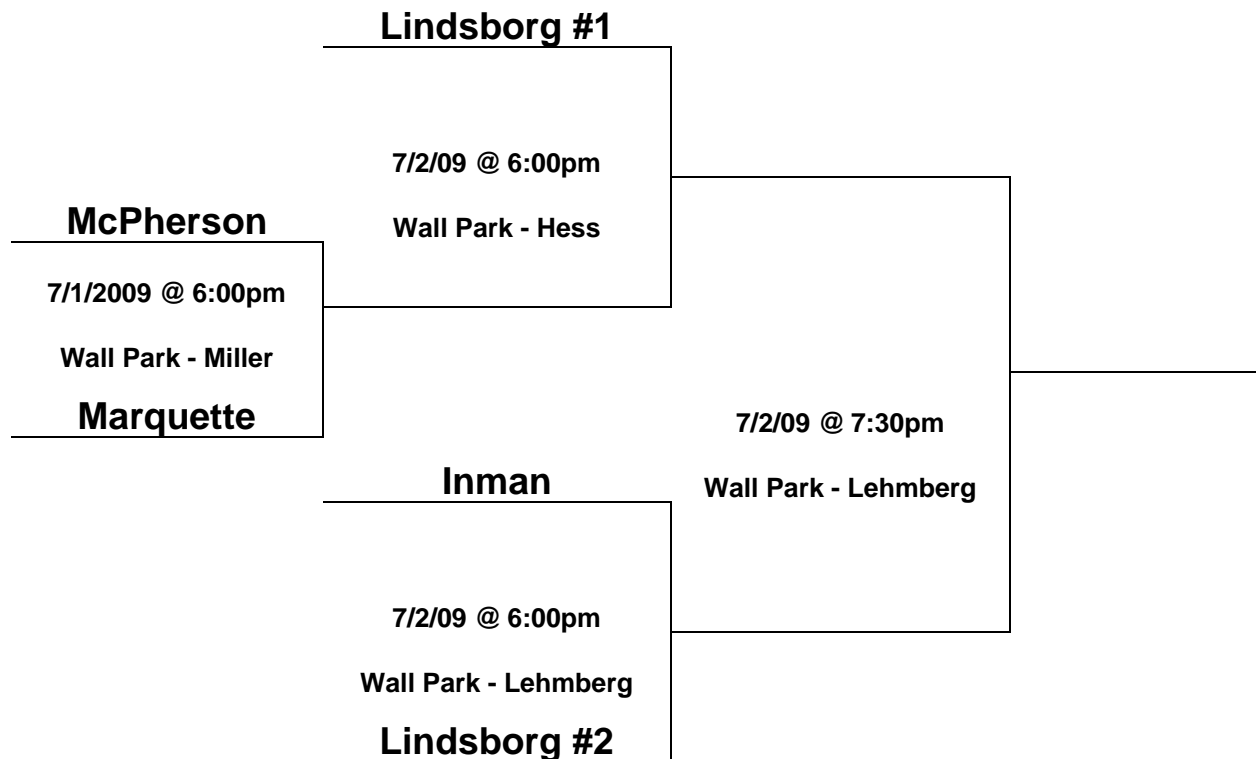 Lindsborg #1
7/2/09 @ 6:00pm
Wall Park - Hess
McPherson
7/1/2009 @ 6:00pm
Wall Park - Miller
Marquette
7/2/09 @ 7:30pm
Wall Park - Lehmberg
Inman
7/2/09 @ 6:00pm
Wall Park - Lehmberg
Lindsborg #2